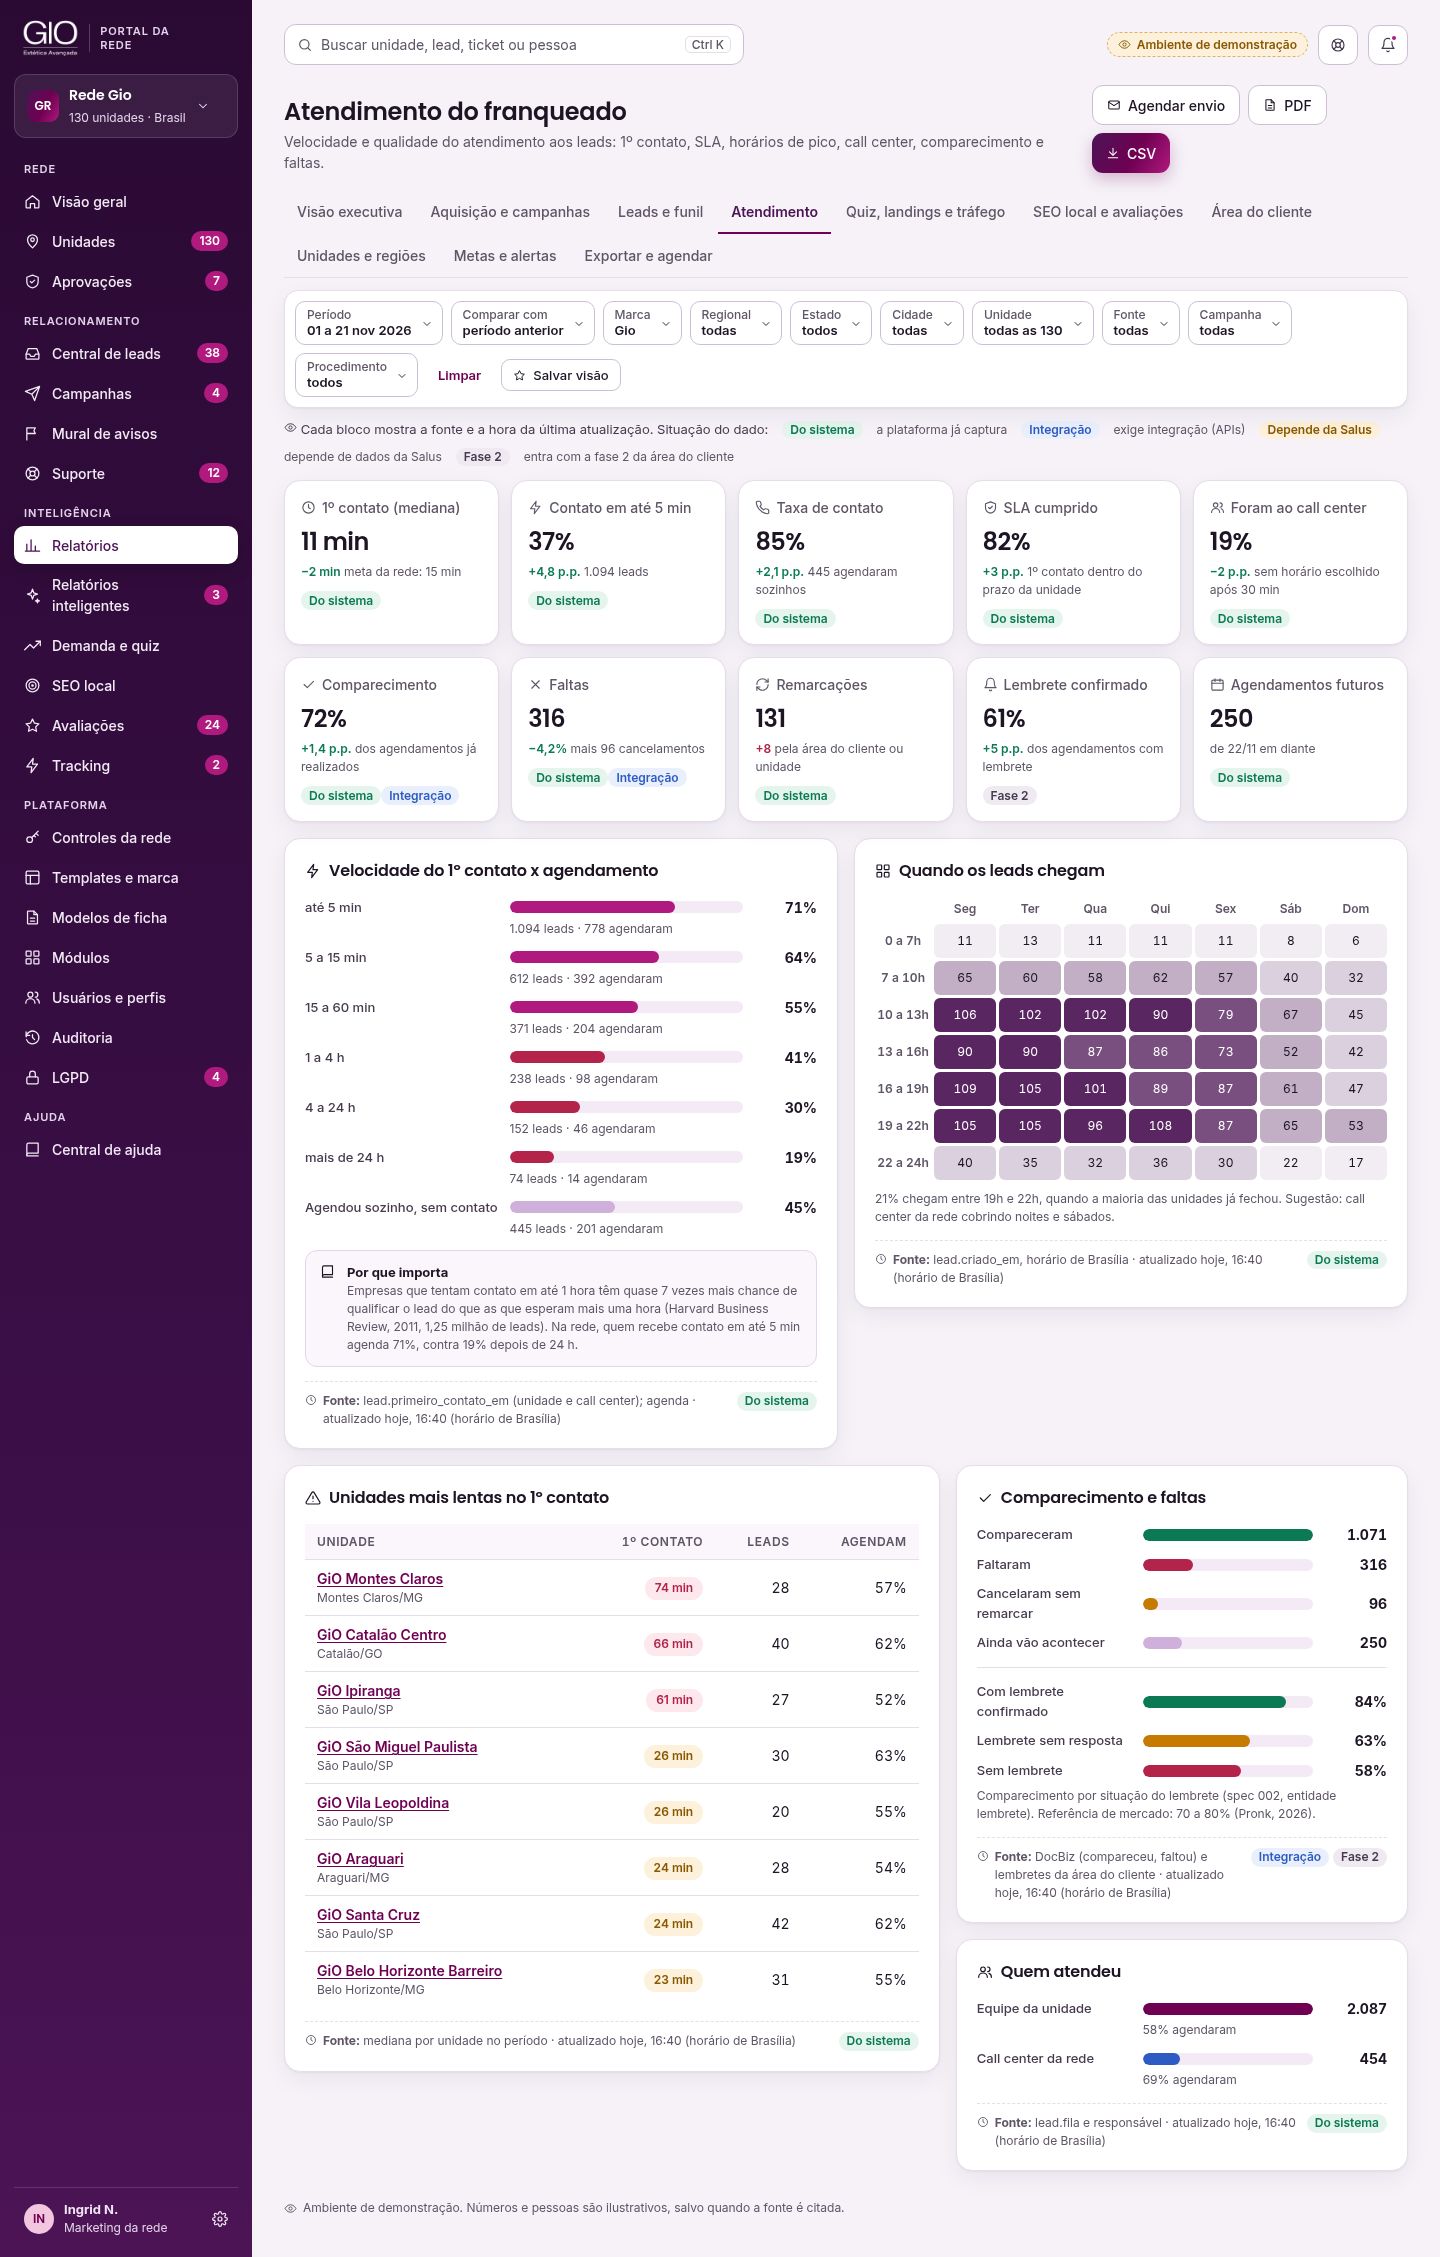 GIO
Estética Avançada
PORTAL DA
REDE
GR
Rede Gio
130 unidades · Brasil
REDE
Visão geral
Unidades 130
Aprovações 7
RELACIONAMENTO
Central de leads 38
Campanhas 4
Mural de avisos
Suporte 12
INTELIGÊNCIA
Relatórios
Relatórios
inteligentes 3
Demanda e quiz
SEO local
Avaliações 24
Tracking 2
PLATAFORMA
Controles da rede
Templates e marca
Modelos de ficha
Módulos
Usuários e perfis
Auditoria
LGPD 4
AJUDA
Central de ajuda
IN
Ingrid N.
Marketing da rede
Buscar unidade, lead, ticket ou pessoa Ctrl K
Ambiente de demonstração
Atendimento do franqueado
Velocidade e qualidade do atendimento aos leads: 1º contato, SLA, horários de pico, call center, comparecimento e
faltas.
Agendar envio PDF
CSV
Visão executiva Aquisição e campanhas Leads e funil Atendimento Quiz, landings e tráfego SEO local e avaliações Área do cliente
Unidades e regiões Metas e alertas Exportar e agendar
Período Comparar com Marca Regional Estado Cidade Unidade Fonte Campanha
01 a 21 nov 2026 período anterior Gio todas todos todas todas as 130 todas todas
Procedimento
todos
Limpar Salvar visão
Cada bloco mostra a fonte e a hora da última atualização. Situação do dado: Do sistema a plataforma já captura Integração exige integração (APIs) Depende da Salus
depende de dados da Salus Fase 2 entra com a fase 2 da área do cliente
1º contato (mediana)
11 min
−2 min meta da rede: 15 min
Do sistema
Contato em até 5 min
37%
+4,8 p.p. 1.094 leads
Do sistema
Taxa de contato
85%
+2,1 p.p. 445 agendaram
sozinhos
Do sistema
SLA cumprido
82%
+3 p.p. 1º contato dentro do
prazo da unidade
Do sistema
Foram ao call center
19%
−2 p.p. sem horário escolhido
após 30 min
Do sistema
Comparecimento
72%
+1,4 p.p. dos agendamentos já
realizados
Do sistema Integração
Faltas
316
−4,2% mais 96 cancelamentos
Do sistema Integração
Remarcações
131
+8 pela área do cliente ou
unidade
Do sistema
Lembrete confirmado
61%
+5 p.p. dos agendamentos com
lembrete
Fase 2
Agendamentos futuros
250
de 22/11 em diante
Do sistema
Velocidade do 1º contato x agendamento
até 5 min 71%
1.094 leads · 778 agendaram
5 a 15 min 64%
612 leads · 392 agendaram
15 a 60 min 55%
371 leads · 204 agendaram
1 a 4 h 41%
238 leads · 98 agendaram
4 a 24 h 30%
152 leads · 46 agendaram
mais de 24 h 19%
74 leads · 14 agendaram
Agendou sozinho, sem contato 45%
445 leads · 201 agendaram
Por que importa
Empresas que tentam contato em até 1 hora têm quase 7 vezes mais chance de
qualificar o lead do que as que esperam mais uma hora (Harvard Business
Review, 2011, 1,25 milhão de leads). Na rede, quem recebe contato em até 5 min
agenda 71%, contra 19% depois de 24 h.
Fonte: lead.primeiro_contato_em (unidade e call center); agenda · Do sistema
atualizado hoje, 16:40 (horário de Brasília)
Quando os leads chegam
Seg Ter Qua Qui Sex Sáb Dom
0 a 7h 11 13 11 11 11 8 6
7 a 10h 65 60 58 62 57 40 32
10 a 13h 106 102 102 90 79 67 45
13 a 16h 90 90 87 86 73 52 42
16 a 19h 109 105 101 89 87 61 47
19 a 22h 105 105 96 108 87 65 53
22 a 24h 40 35 32 36 30 22 17
21% chegam entre 19h e 22h, quando a maioria das unidades já fechou. Sugestão: call
center da rede cobrindo noites e sábados.
Fonte: lead.criado_em, horário de Brasília · atualizado hoje, 16:40 Do sistema
(horário de Brasília)
Unidades mais lentas no 1º contato
UNIDADE 1º CONTATO LEADS AGENDAM
GiO Montes Claros 74 min 28 57%
Montes Claros/MG
GiO Catalão Centro 66 min 40 62%
Catalão/GO
GiO Ipiranga 61 min 27 52%
São Paulo/SP
GiO São Miguel Paulista 26 min 30 63%
São Paulo/SP
GiO Vila Leopoldina 26 min 20 55%
São Paulo/SP
GiO Araguari 24 min 28 54%
Araguari/MG
GiO Santa Cruz 24 min 42 62%
São Paulo/SP
GiO Belo Horizonte Barreiro 23 min 31 55%
Belo Horizonte/MG
Fonte: mediana por unidade no período · atualizado hoje, 16:40 (horário de Brasília) Do sistema
Comparecimento e faltas
Compareceram 1.071
Faltaram 316
Cancelaram sem
remarcar 96
Ainda vão acontecer 250
Com lembrete
confirmado 84%
Lembrete sem resposta 63%
Sem lembrete 58%
Comparecimento por situação do lembrete (spec 002, entidade
lembrete). Referência de mercado: 70 a 80% (Pronk, 2026).
Fonte: DocBiz (compareceu, faltou) e Integração Fase 2
lembretes da área do cliente · atualizado
hoje, 16:40 (horário de Brasília)
Quem atendeu
Equipe da unidade 2.087
58% agendaram
Call center da rede 454
69% agendaram
Fonte: lead.fila e responsável · atualizado hoje, 16:40 Do sistema
(horário de Brasília)
Ambiente de demonstração. Números e pessoas são ilustrativos, salvo quando a fonte é citada.